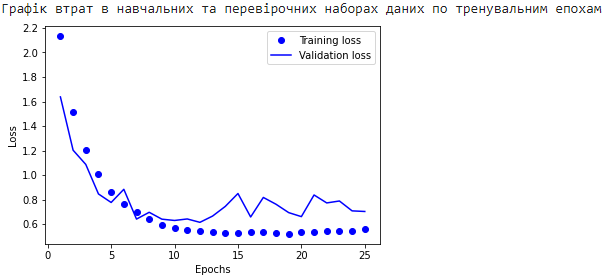 Графік втрат в навчальних та перевірочних наборах даних по тренувальним епохам
2.2
2.0
1.8
1.6
1.4
1.2
1.0
0.8
0.6
Loss
Training loss
Validation loss
0 5 10 15 20 25
Epochs